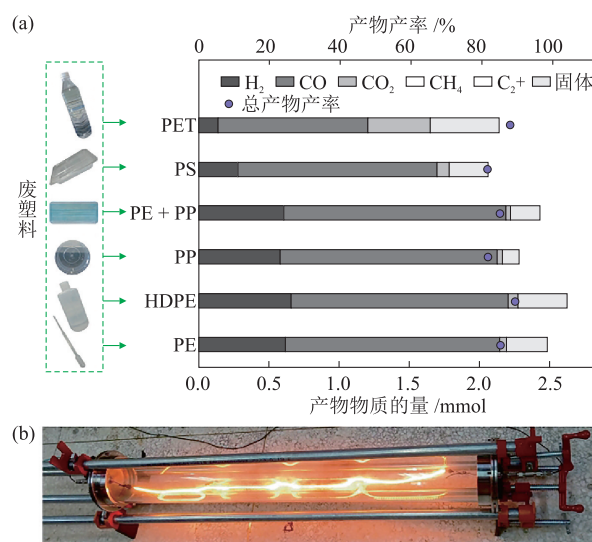 (a)
产物产率 /%
0 20 40 60 80 100
H₂ CO CO₂ CH₄ C₂+ 固体
总产物产率
废塑料
PET
PS
PE + PP
PP
HDPE
PE
0.0 0.5 1.0 1.5 2.0 2.5
产物物质的量 /mmol
(b)